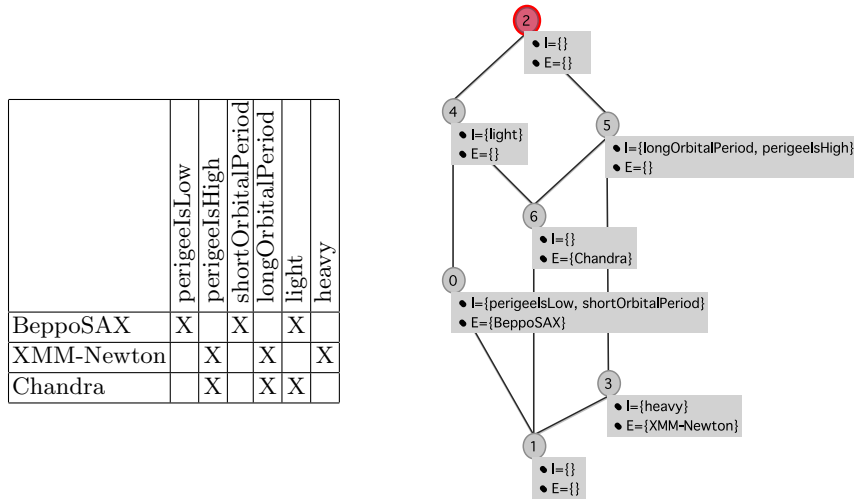 perigeeIsLow
perigeeIsHigh
shortOrbitalPeriod
longOrbitalPeriod
light
heavy
BeppoSAX X X X
XMM-Newton X X X
Chandra X X X
2
• I={}
• E={}
4
• I={light}
• E={}
5
• I={longOrbitalPeriod, perigeeIsHigh}
• E={}
6
• I={}
• E={Chandra}
0
• I={perigeeIsLow, shortOrbitalPeriod}
• E={BeppoSAX}
3
• I={heavy}
• E={XMM-Newton}
1
• I={}
• E={}